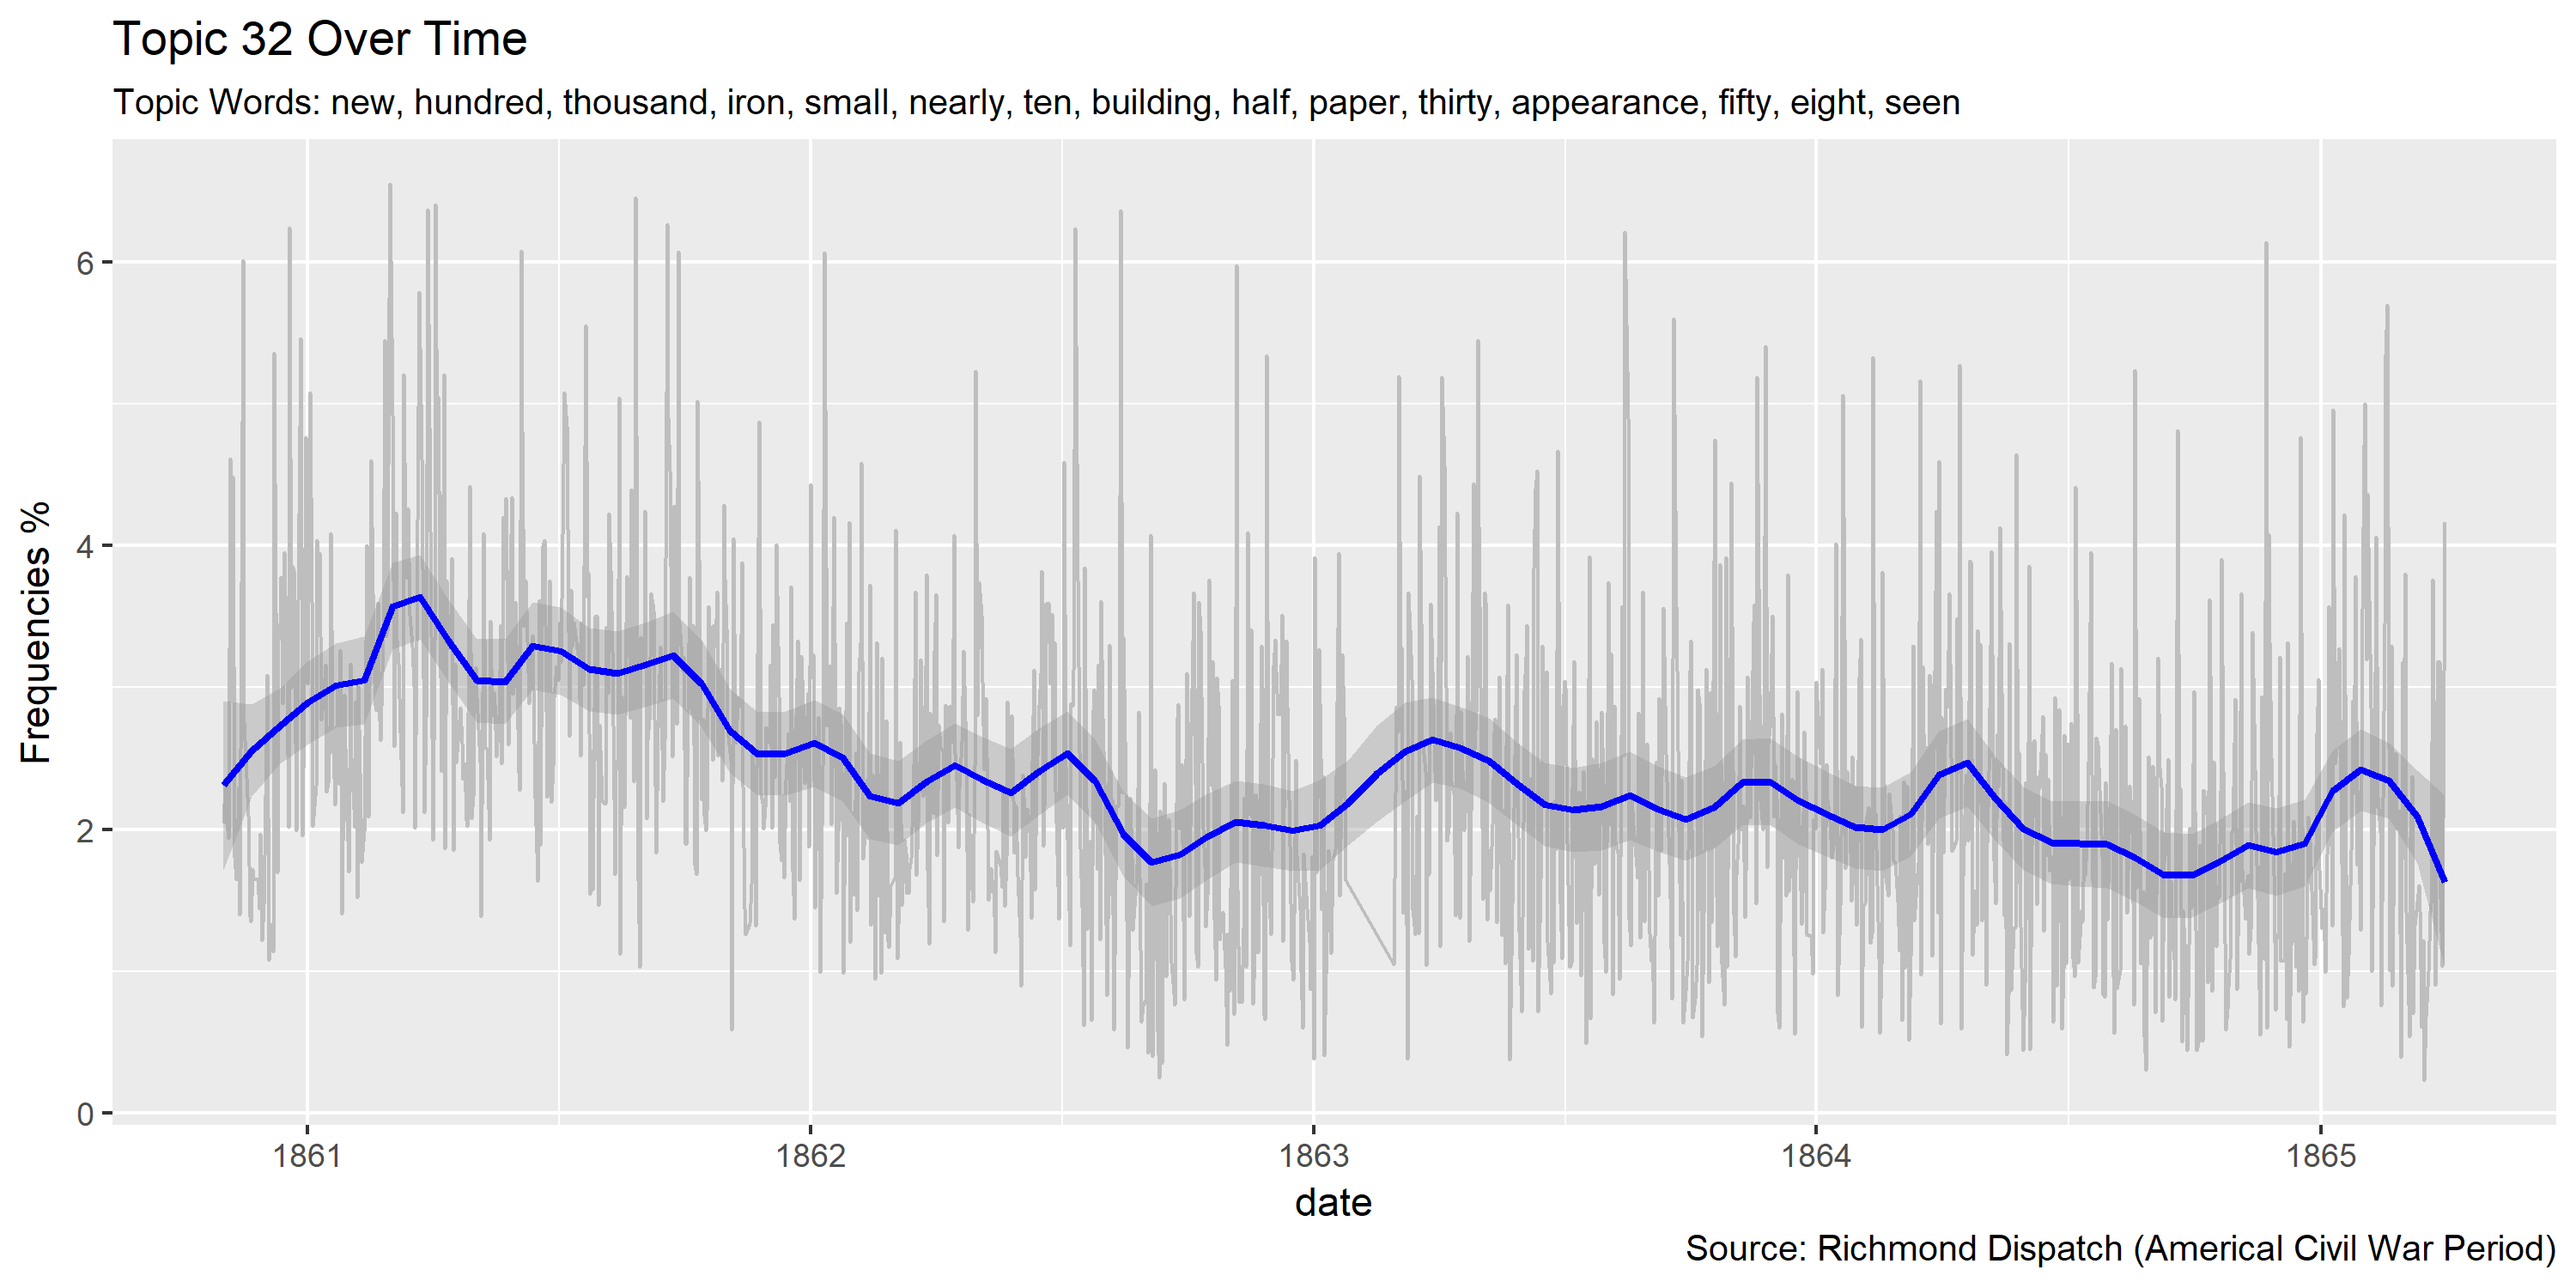 Topic 32 Over Time
Topic Words: new, hundred, thousand, iron, small, nearly, ten, building, half, paper, thirty, appearance, fifty, eight, seen
Frequencies %
6
4
2
0
1861 1862 1863 1864 1865
date
Source: Richmond Dispatch (Americal Civil War Period)